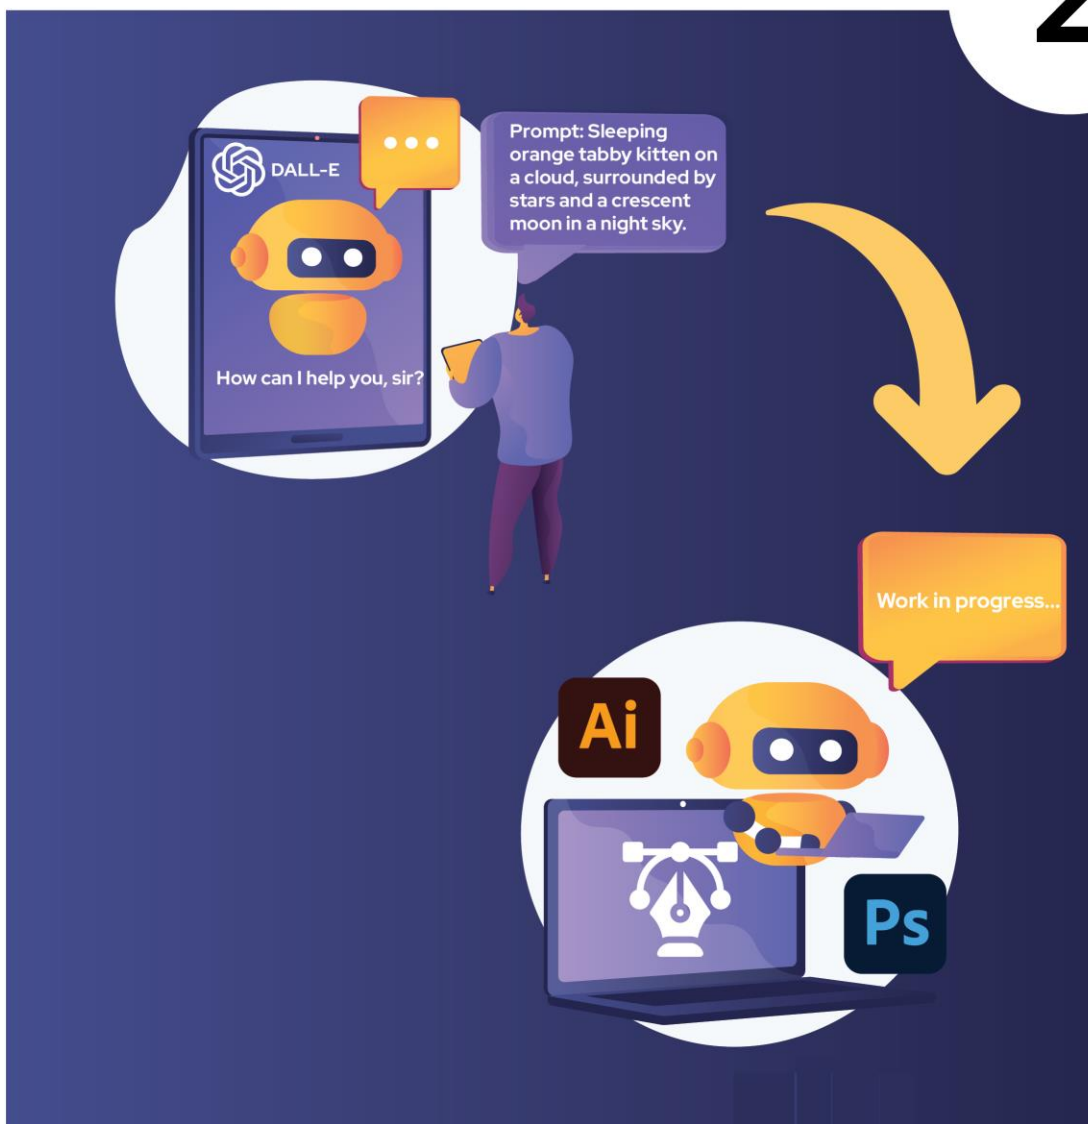 2
DALL-E
How can I help you, sir?
Prompt: Sleeping
orange tabby kitten on
a cloud, surrounded by
stars and a crescent
moon in a night sky.
Work in progress...
Ai
Ps